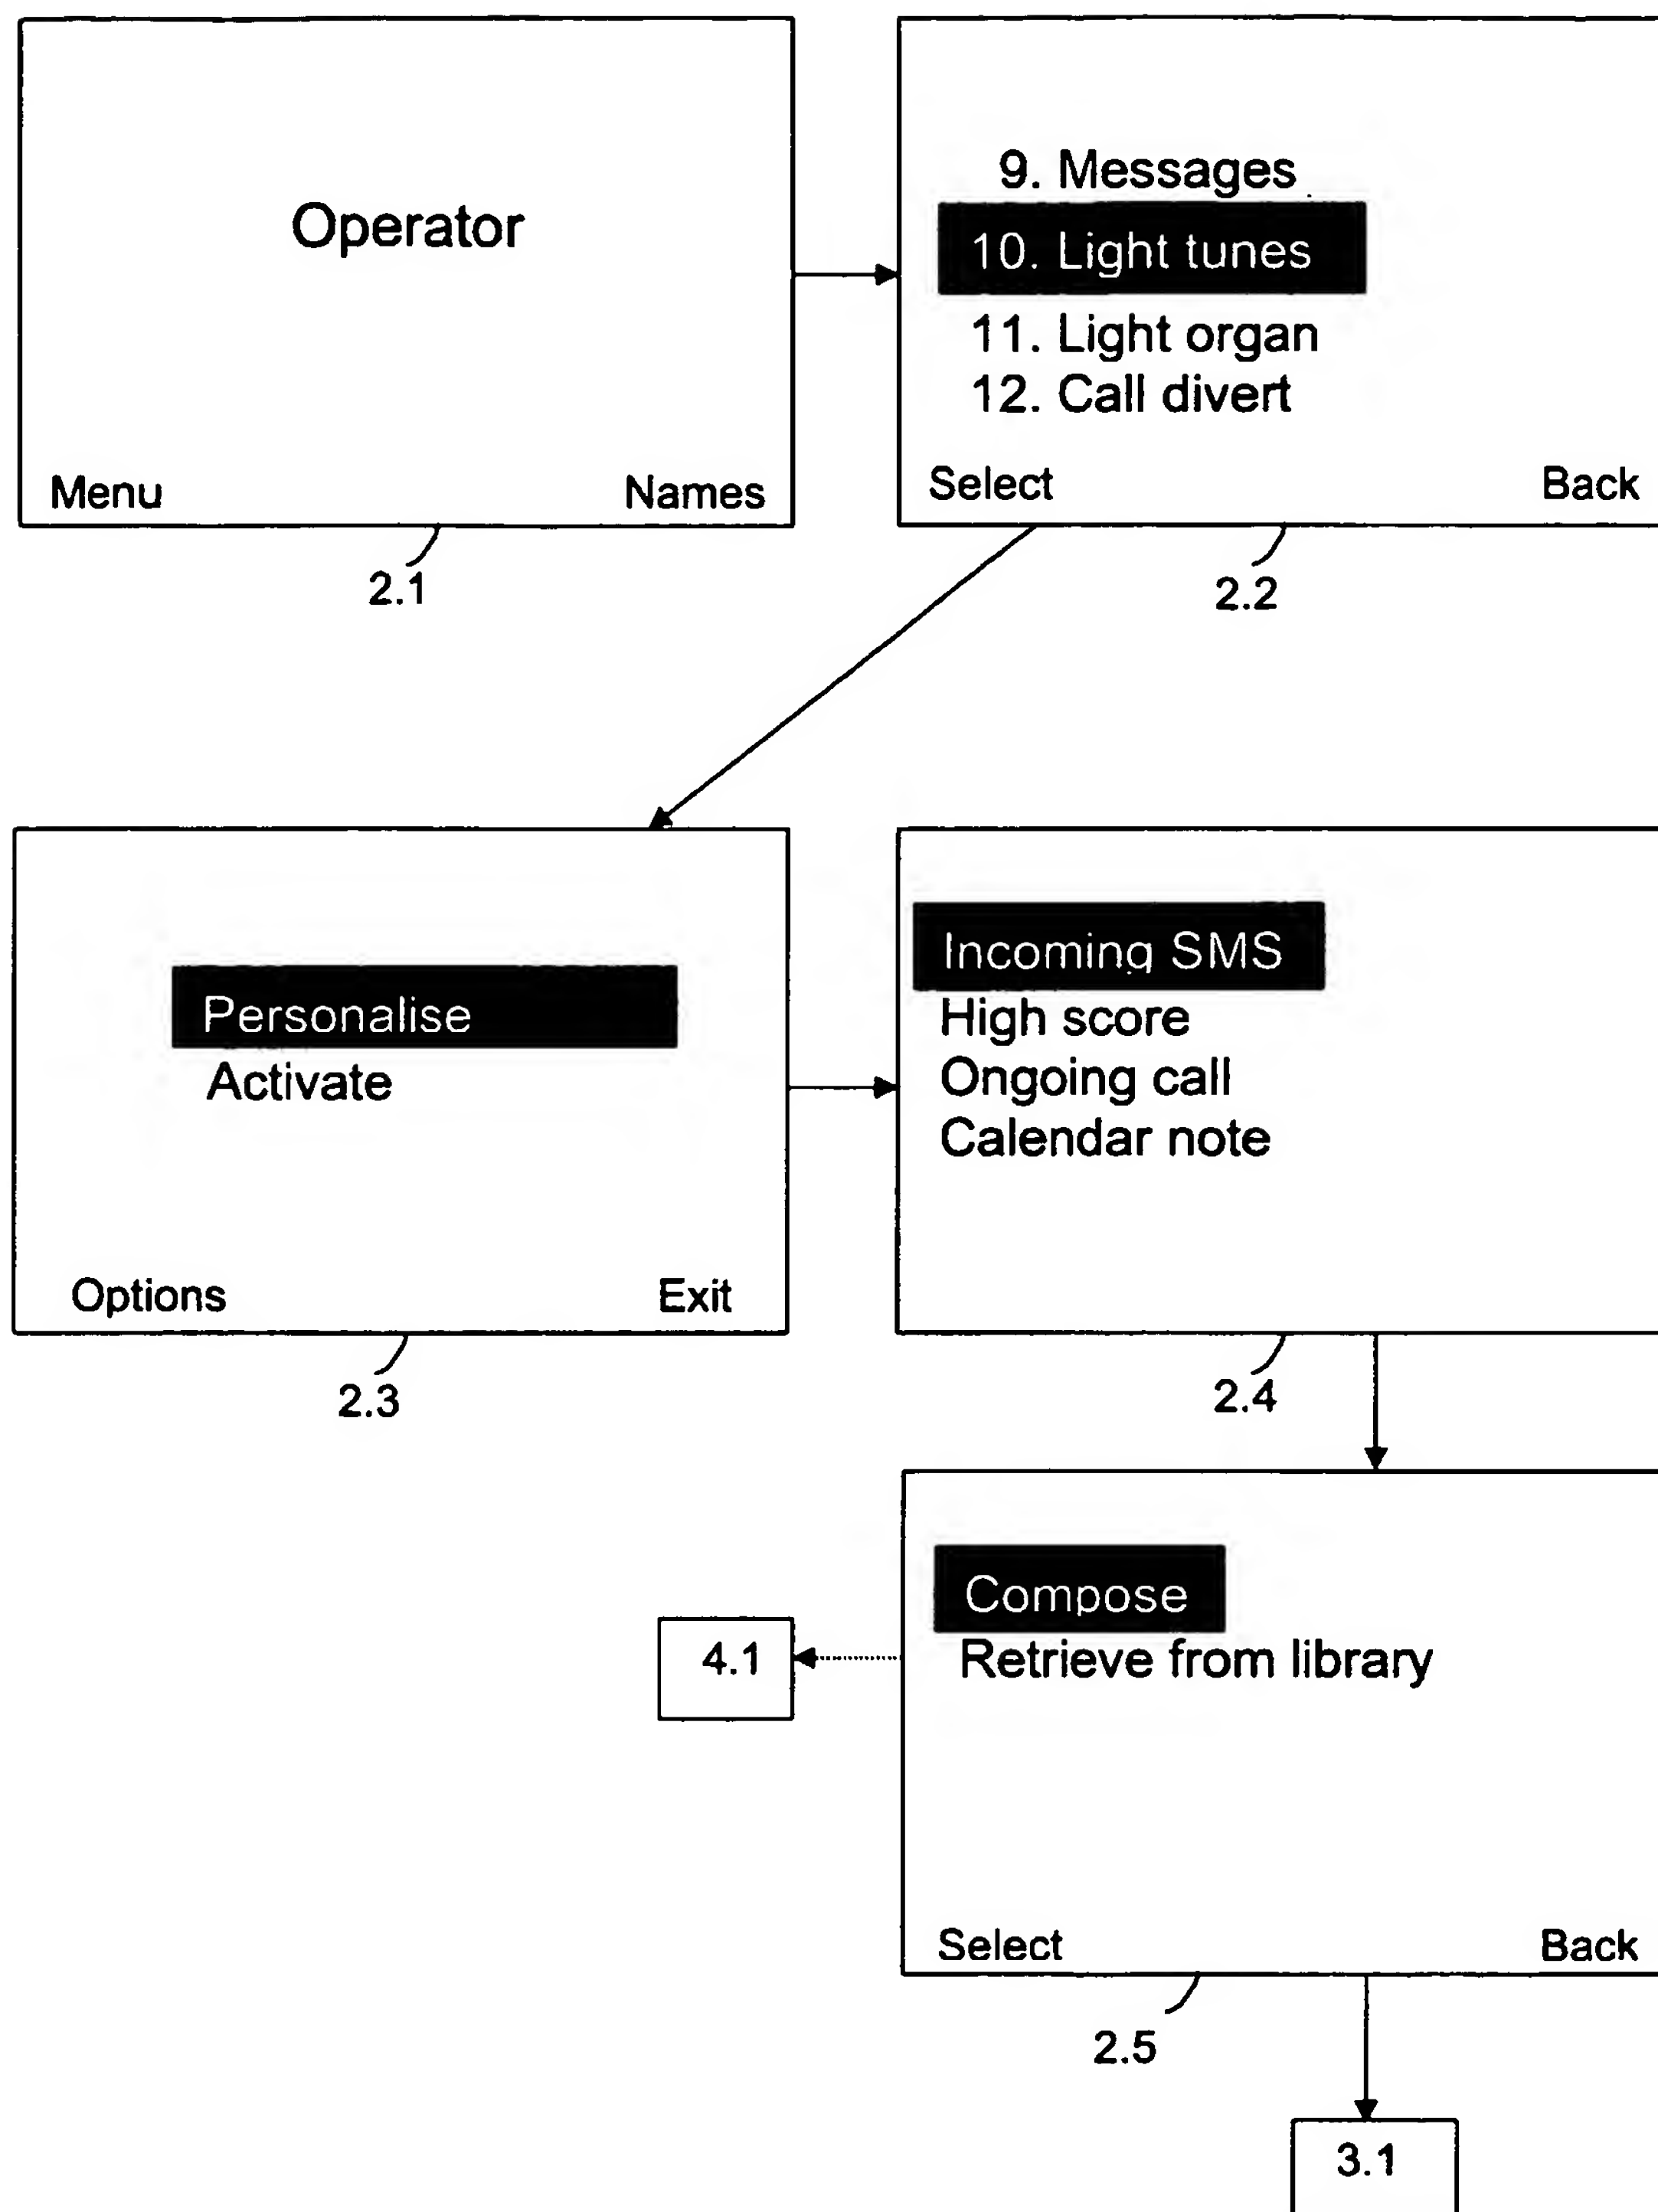 Operator
Menu Names
2.1
9. Messages
10. Light tunes
11. Light organ
12. Call divert
Select Back
2.2
Personalise
Activate
Options Exit
2.3
Incoming SMS
High score
Ongoing call
Calendar note
2.4
Compose
Retrieve from library
Select Back
2.5
4.1
3.1